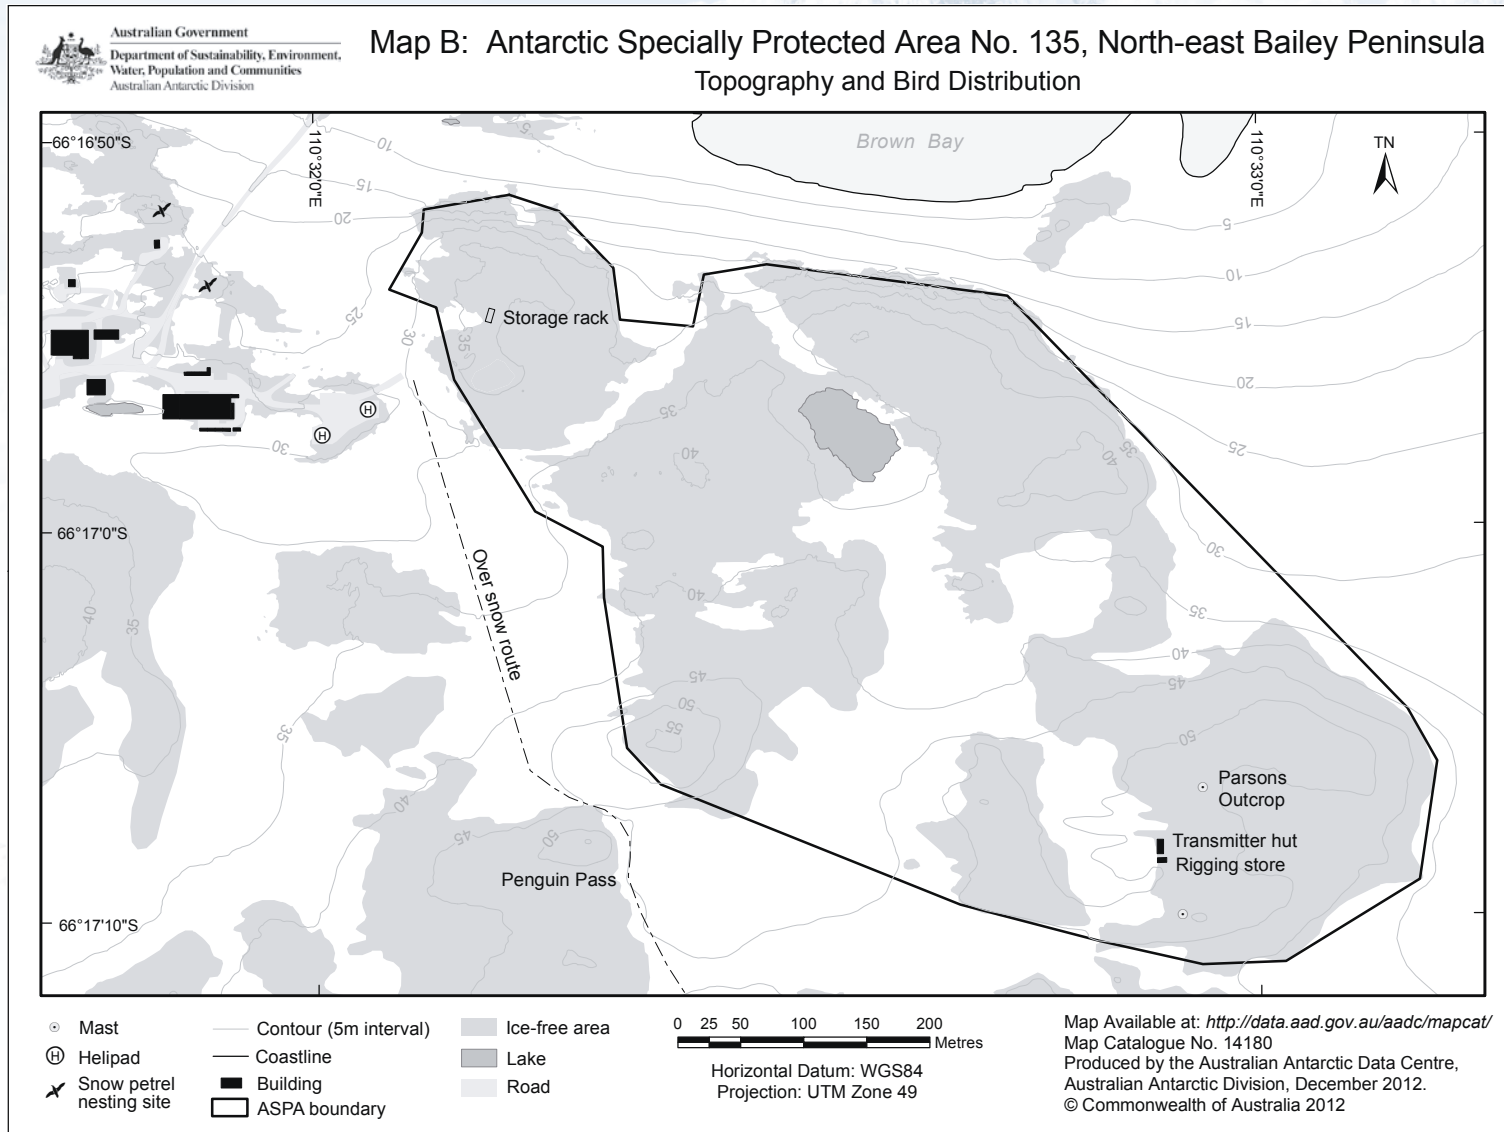 Australian Government
Department of Sustainability, Environment,
Water, Population and Communities
Australian Antarctic Division
Map B: Antarctic Specially Protected Area No. 135, North-east Bailey Peninsula
Topography and Bird Distribution
66°16'50"S
110°32'0"E
Brown Bay
110°33'0"E
TN
10
5
15
20
5
10
25
15
30
Storage rack
35
20
35
30
40
40
35
25
66°17'0"S
30
Over snow route
40
35
40
35
40
45
45
50
55
35
50
40
45
50
Parsons
Outcrop
Transmitter hut
Rigging store
Penguin Pass
66°17'10"S
Mast
Helipad
Snow petrel
nesting site
Contour (5m interval)
Coastline
Building
ASPA boundary
Ice-free area
Lake
Road
0 25 50 100 150 200
Metres
Horizontal Datum: WGS84
Projection: UTM Zone 49
Map Available at: http://data.aad.gov.au/aadc/mapcat/
Map Catalogue No. 14180
Produced by the Australian Antarctic Data Centre,
Australian Antarctic Division, December 2012.
© Commonwealth of Australia 2012
H
H
H